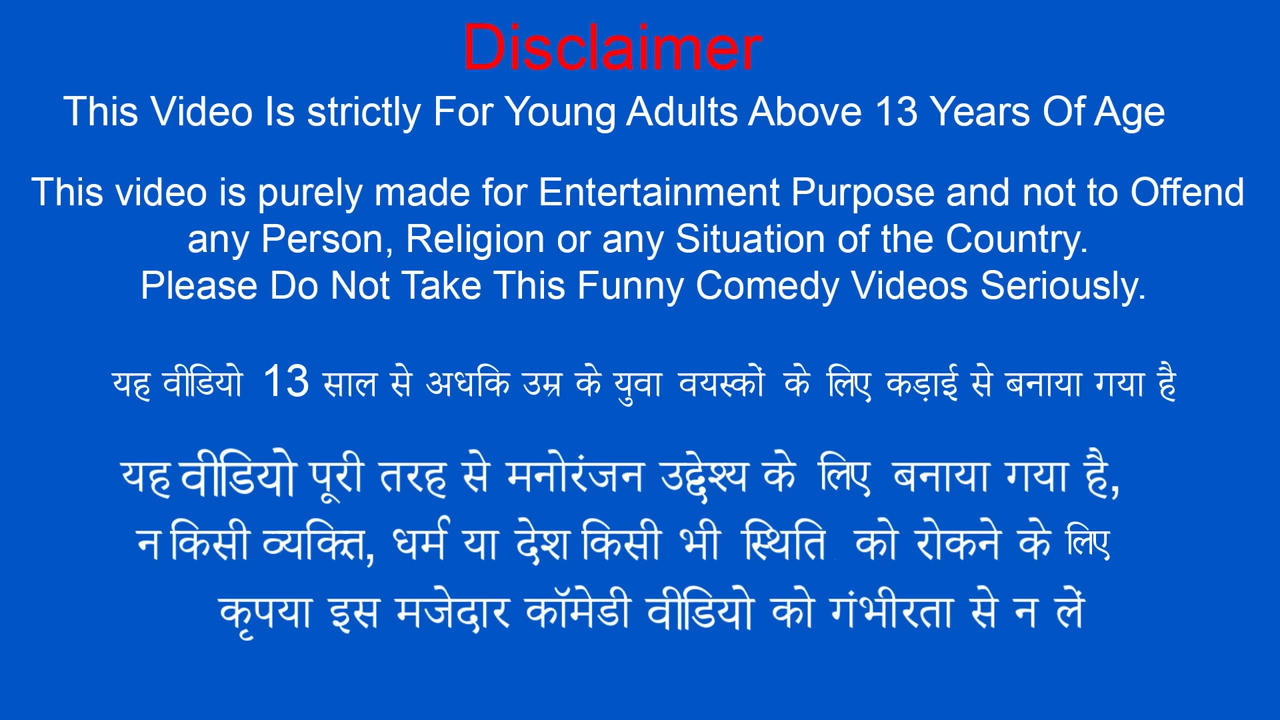 Disclaimer
This Video Is strictly For Young Adults Above 13 Years Of Age
This video is purely made for Entertainment Purpose and not to Offend
any Person, Religion or any Situation of the Country.
Please Do Not Take This Funny Comedy Videos Seriously.
यह वीडियो 13 साल से अधकि उम्र के युवा वयस्कों के लिए कड़ाई से बनाया गया है
यह वीडियो पूरी तरह से मनोरंजन उद्देश्य के लिए बनाया गया है,
न किसी व्यक्ति, धर्म या देश किसी भी स्थिति को रोकने के लिए
कृपया इस मजेदार कॉमेडी वीडियो को गंभीरता से न लें